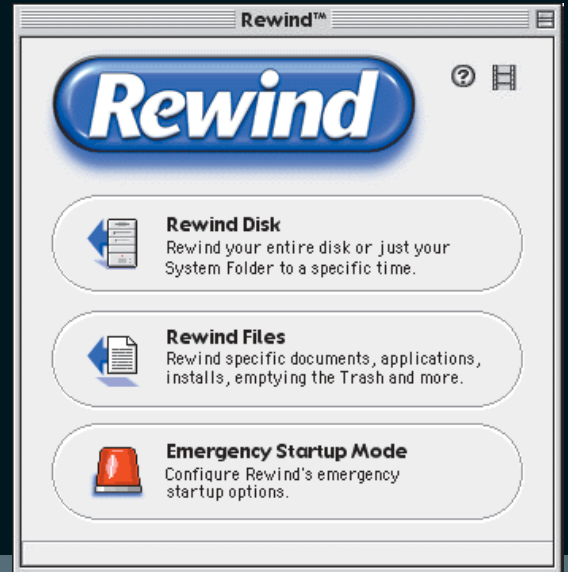 Rewind™
Rewind
Rewind Disk
Rewind your entire disk or just your
System Folder to a specific time.
Rewind Files
Rewind specific documents, applications,
installs, emptying the Trash and more.
Emergency Startup Mode
Configure Rewind's emergency
startup options.